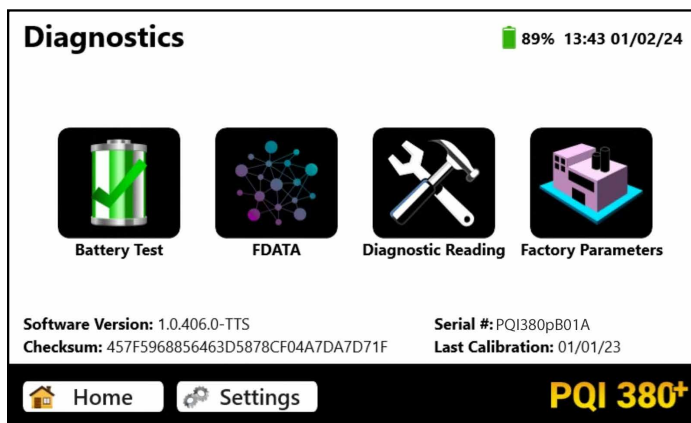 Diagnostics
89% 13:43 01/02/24
Battery Test
FDATA
Diagnostic Reading
Factory Parameters
Software Version: 1.0.406.0-TTS
Serial #: PQI380pB01A
Checksum: 457F5968856463D5878CF04A7DA7D71F
Last Calibration: 01/01/23
Home
Settings
PQI 380+